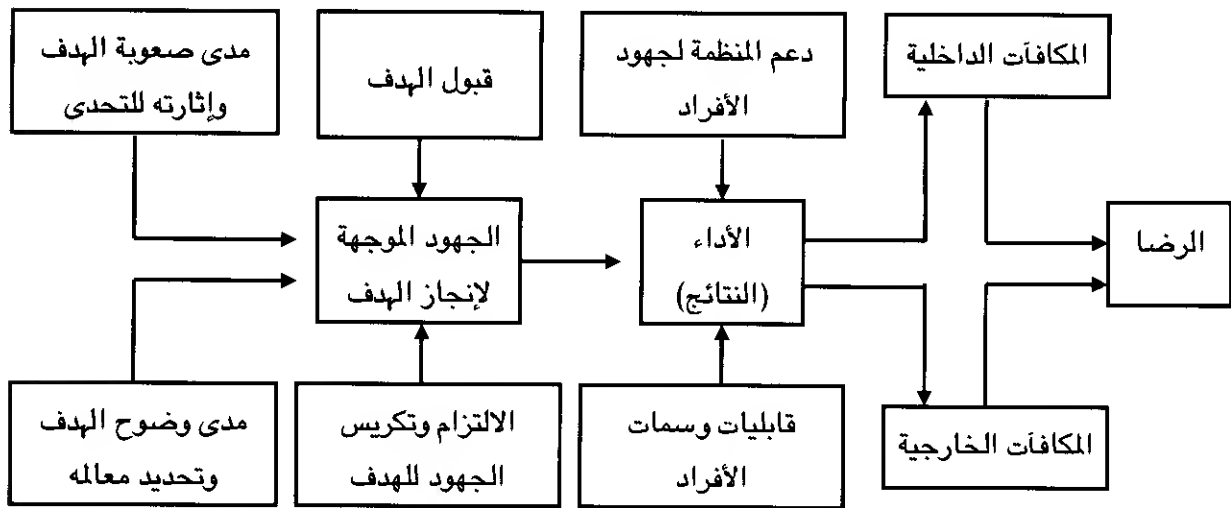 مدى صعوبة الهدف
وإثارته للتحدى
قبول الهدف
دعم المنظمة لجهود
الأفراد
المكافآت الداخلية
الجهود الموجهة
لإنجاز الهدف
الأداء
(النتائج)
الرضا
مدى وضوح الهدف
وتحديد معالمه
الالتزام وتكريس
الجهود للهدف
قابليات وسمات
الأفراد
المكافآت الخارجية